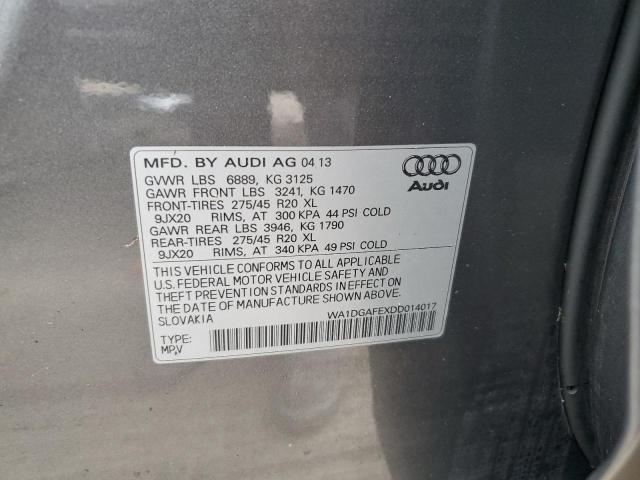 MFD. BY AUDI AG 04 13
GVWR LBS 6889, KG 3125
GAWR FRONT LBS 3241, KG 1470
FRONT-TIRES 275/45 R20 XL
9JX20 RIMS, AT 300 KPA 44 PSI COLD
GAWR REAR LBS 3946, KG 1790
REAR-TIRES 275/45 R20 XL
9JX20 RIMS, AT 340 KPA 49 PSI COLD
Audi
THIS VEHICLE CONFORMS TO ALL APPLICABLE
U.S. FEDERAL MOTOR VEHICLE SAFETY AND
THEFT PREVENTION STANDARDS IN EFFECT ON
THE DATE OF MANUFACTURE SHOWN ABOVE
SLOVAKIA
WA1DGAFEXDD014017
TYPE:
MPV